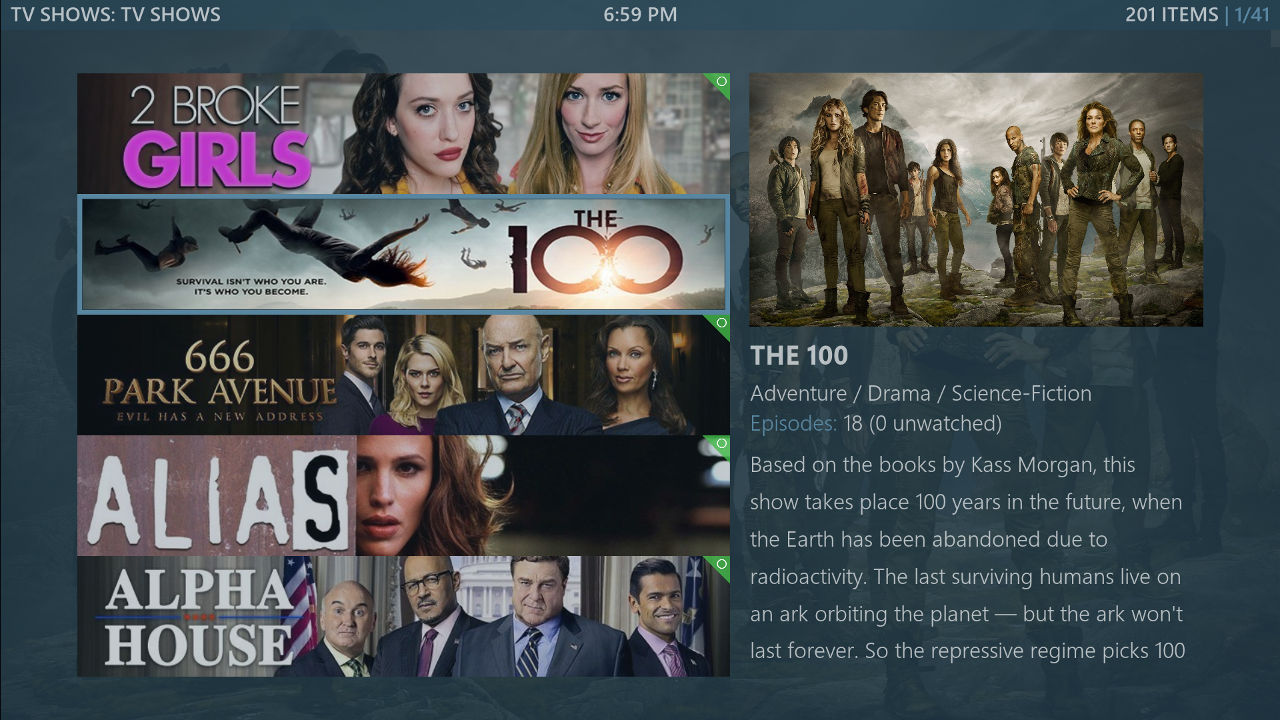 TV SHOWS: TV SHOWS
6:59 PM
201 ITEMS | 1/41
2 BROKE
GIRLS
SURVIVAL ISN'T WHO YOU ARE.
IT'S WHO YOU BECOME.
THE
100
666
PARK AVENUE
EVIL HAS A NEW ADDRESS
ALIAS
ALPHA
HOUSE
THE 100
Adventure / Drama / Science-Fiction
Episodes: 18 (0 unwatched)
Based on the books by Kass Morgan, this
show takes place 100 years in the future, when
the Earth has been abandoned due to
radioactivity. The last surviving humans live on
an ark orbiting the planet — but the ark won't
last forever. So the repressive regime picks 100